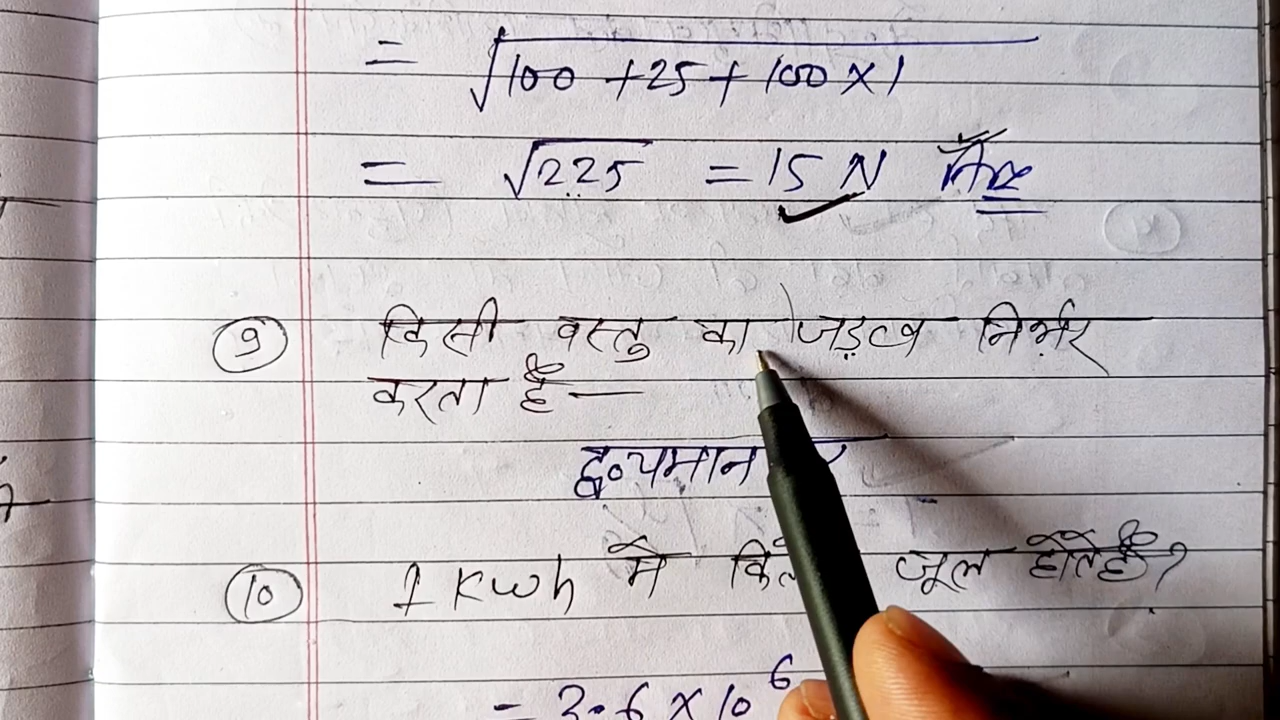 = √100 + 25 + 100 × 1
= √225 = 15 N Ans
9 किसी वस्तु का जड़त्व निर्भर
करता है —
द्रव्यमान
10 1 Kwh में जूल होते हैं?
= 3.6 × 10⁶